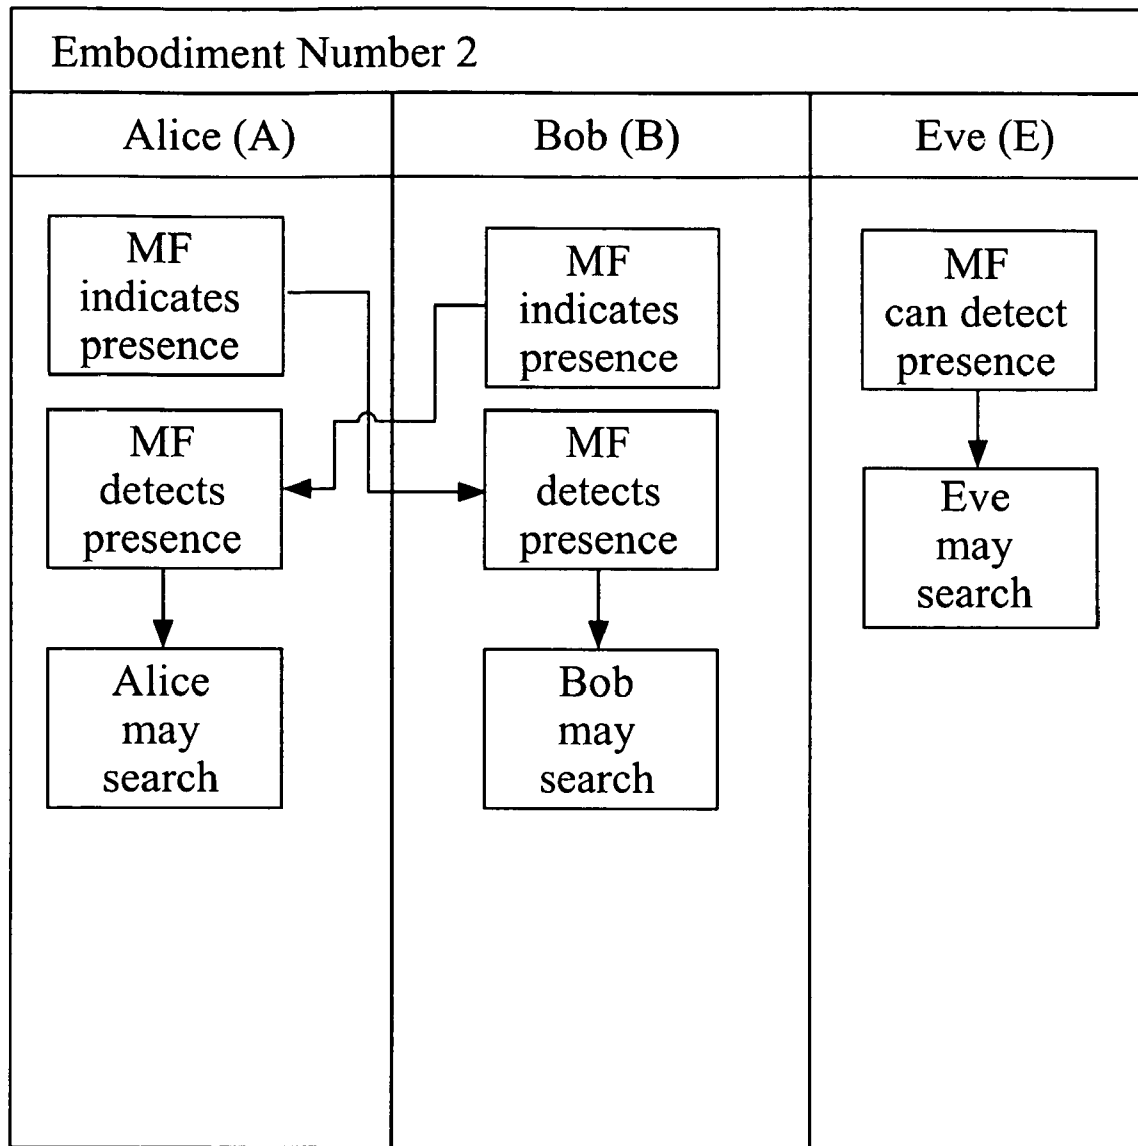 Embodiment Number 2
Alice (A)
Bob (B)
Eve (E)
MF
indicates
presence
MF
detects
presence
Alice
may
search
MF
indicates
presence
MF
detects
presence
Bob
may
search
MF
can detect
presence
Eve
may
search